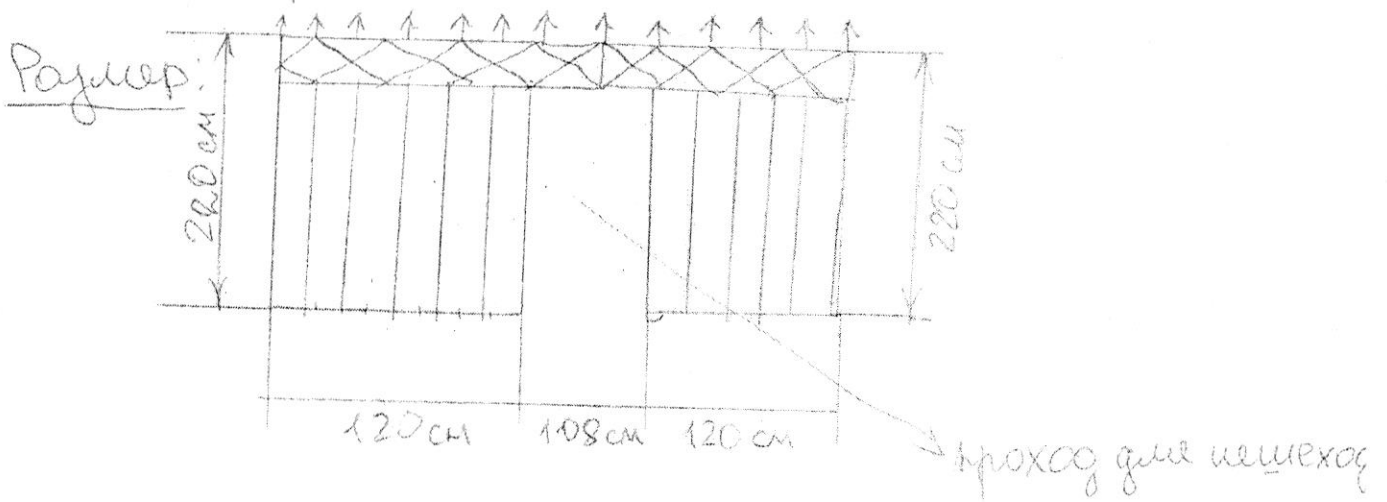 Размер:
220 см
220 см
120 см 108 см 120 см
проход для пешеход